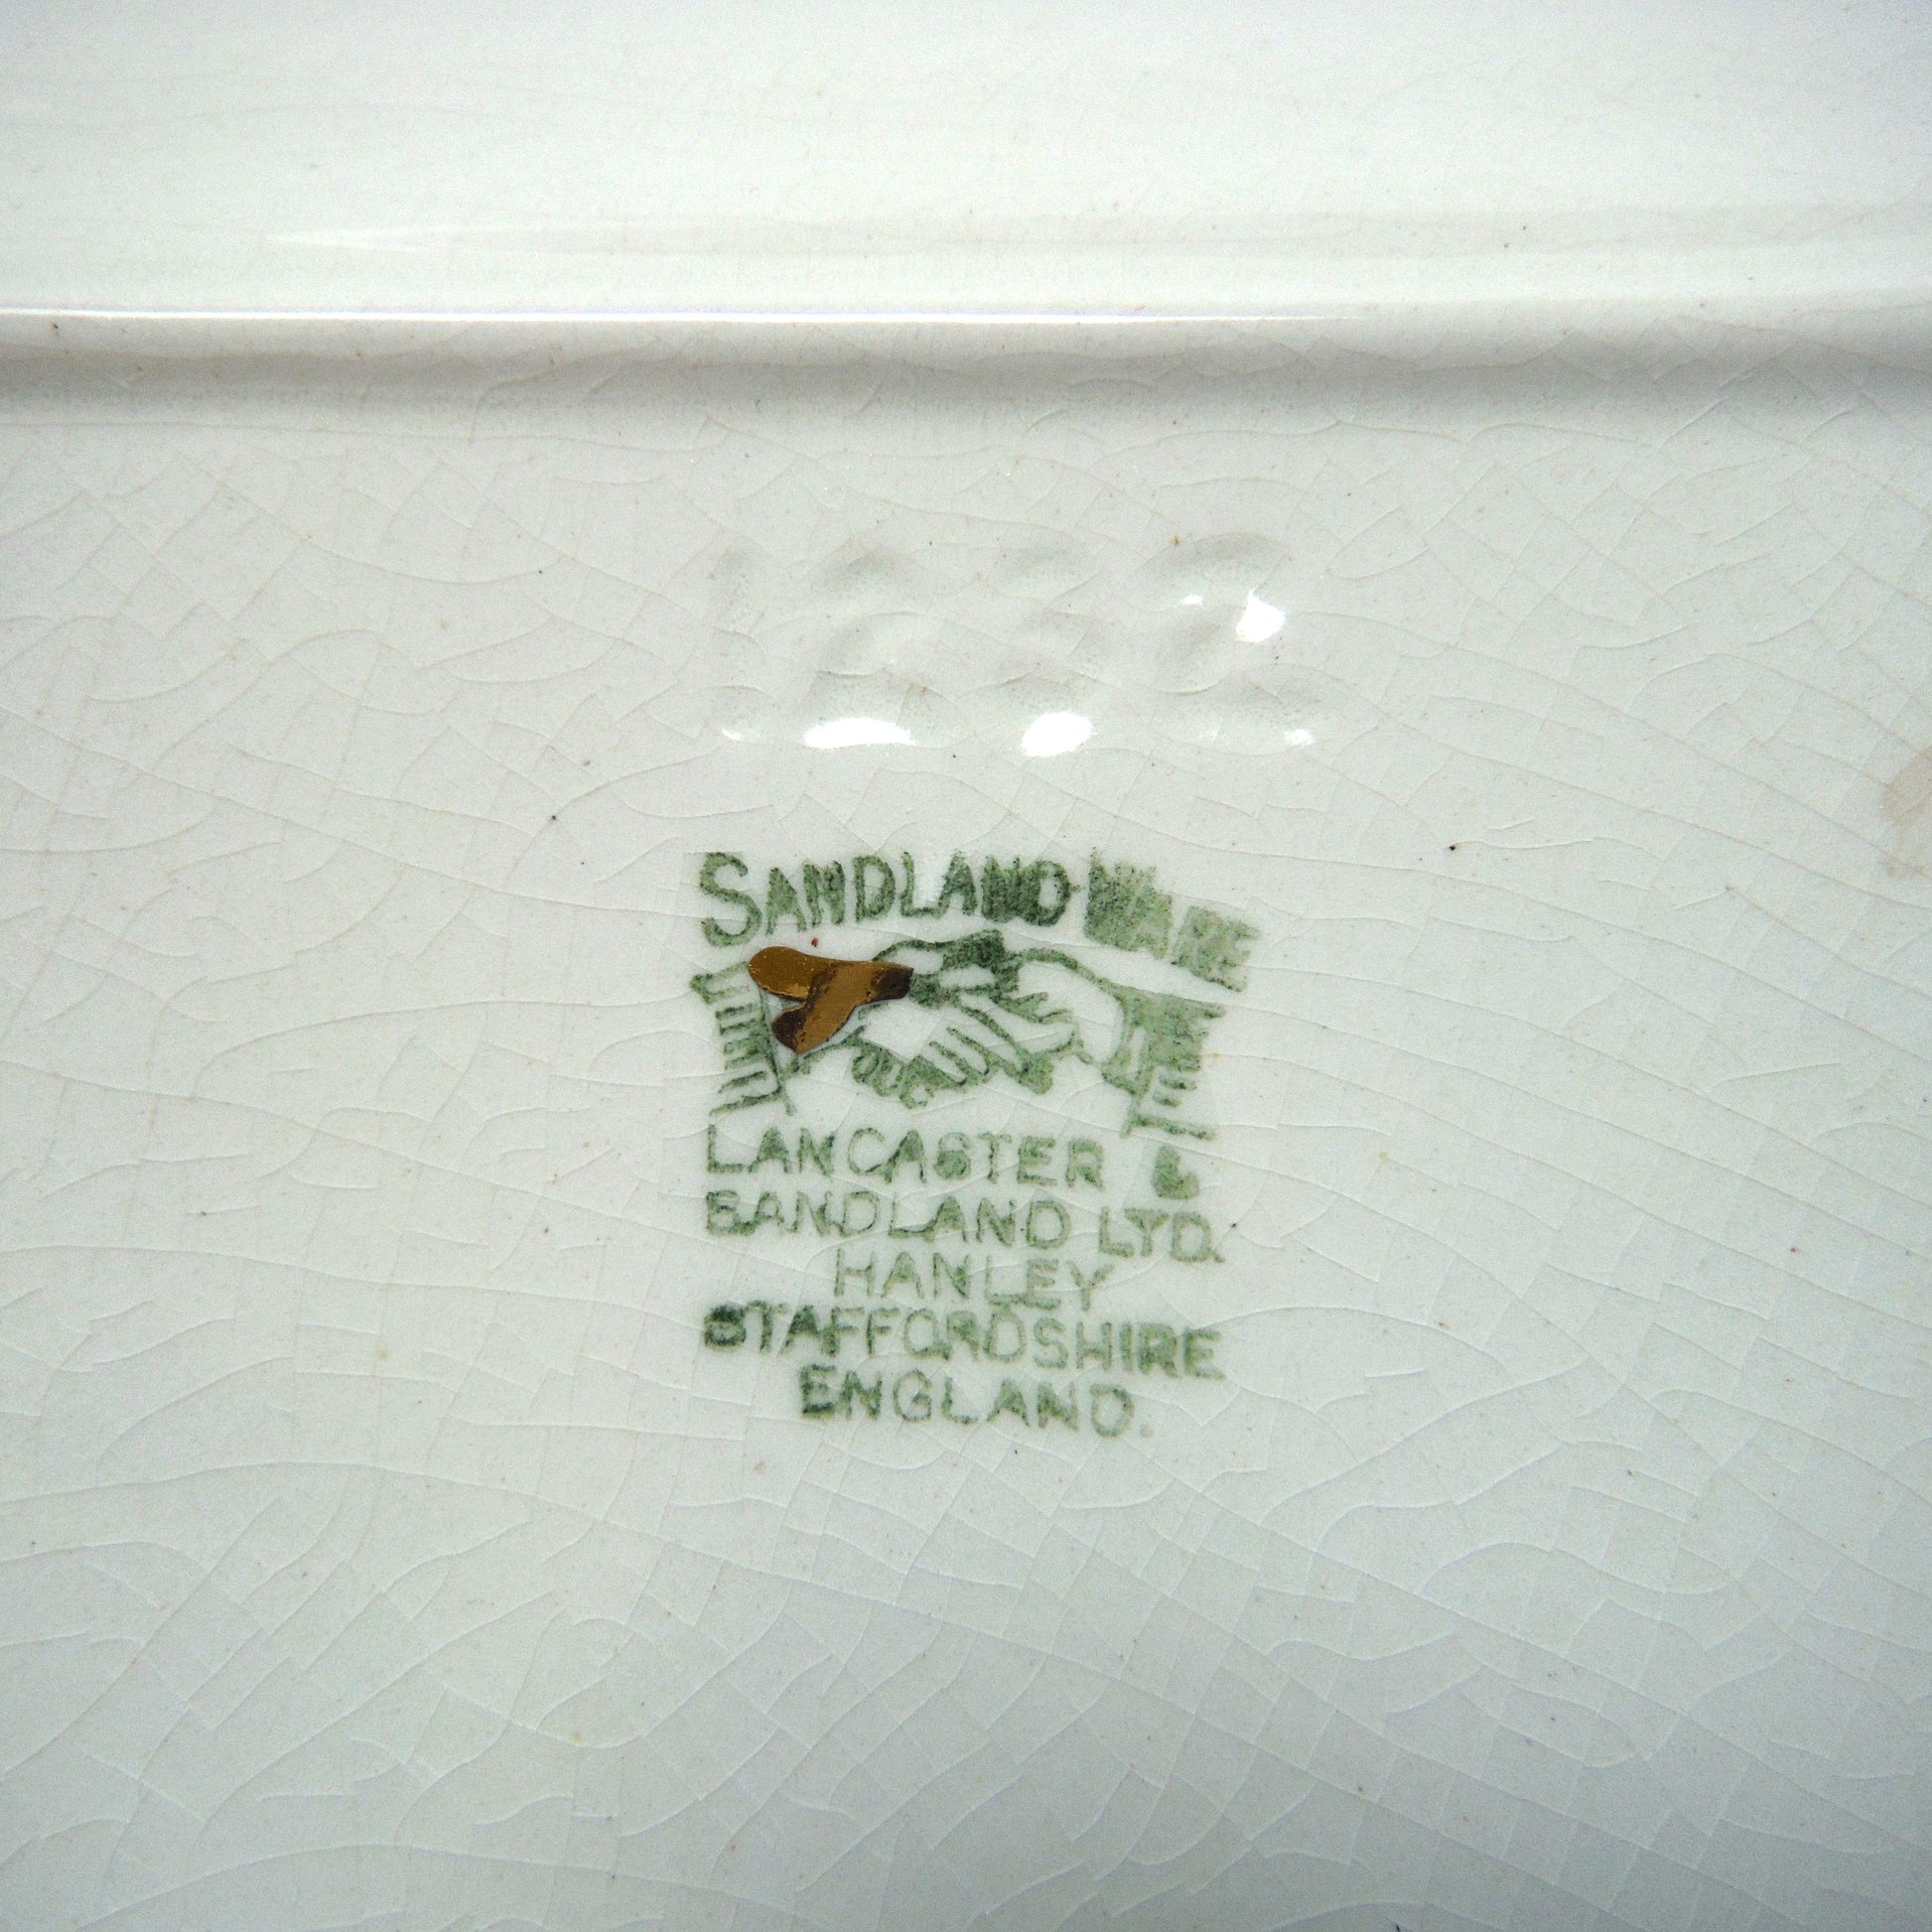 SANDLAND WARE
LANCASTER &
SANDLAND LTD.
HANLEY
STAFFORDSHIRE
ENGLAND.